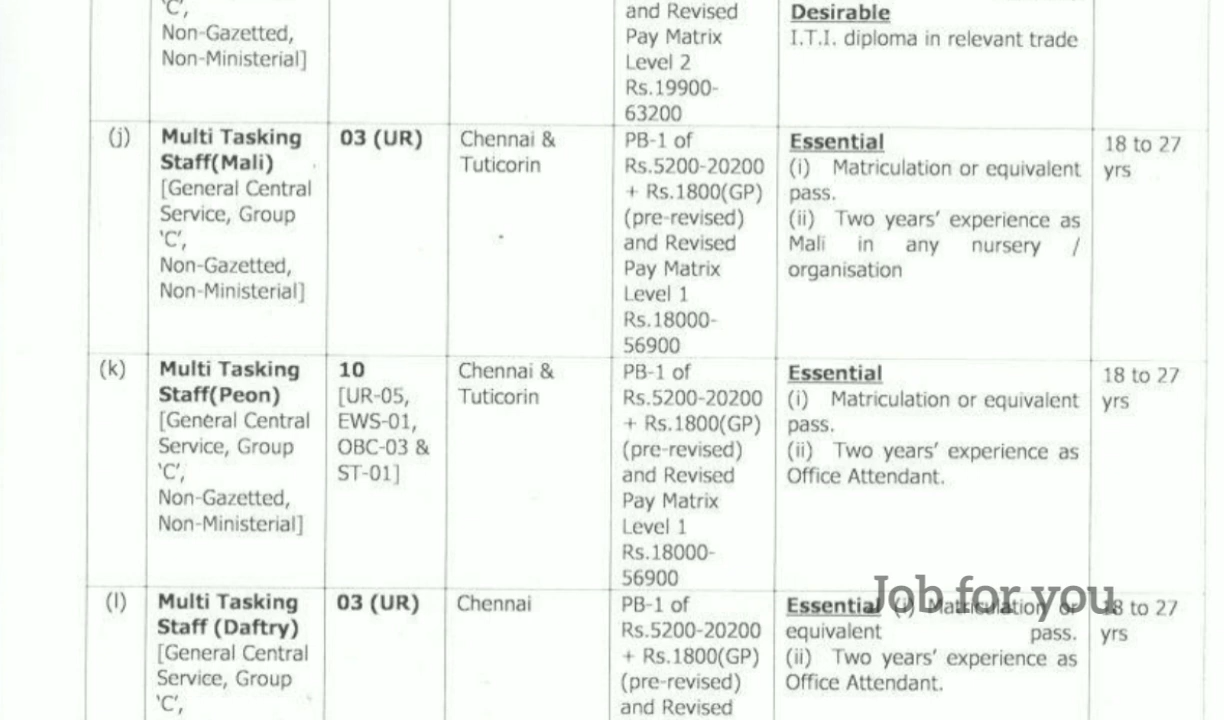 'C',
Non-Gazetted,
Non-Ministerial]
and Revised
Pay Matrix
Level 2
Rs.19900-
63200
Desirable
I.T.I. diploma in relevant trade
(j)
Multi Tasking
Staff(Mali)
[General Central
Service, Group
'C',
Non-Gazetted,
Non-Ministerial]
03 (UR)
Chennai &
Tuticorin
PB-1 of
Rs.5200-20200
+ Rs.1800(GP)
(pre-revised)
and Revised
Pay Matrix
Level 1
Rs.18000-
56900
Essential
(i) Matriculation or equivalent
pass.
(ii) Two years' experience as
Mali in any nursery /
organisation
18 to 27
yrs
(k)
Multi Tasking
Staff(Peon)
[General Central
Service, Group
'C',
Non-Gazetted,
Non-Ministerial]
10
[UR-05,
EWS-01,
OBC-03 &
ST-01]
Chennai &
Tuticorin
PB-1 of
Rs.5200-20200
+ Rs.1800(GP)
(pre-revised)
and Revised
Pay Matrix
Level 1
Rs.18000-
56900
Essential
(i) Matriculation or equivalent
pass.
(ii) Two years' experience as
Office Attendant.
18 to 27
yrs
(l)
Multi Tasking
Staff (Daftry)
[General Central
Service, Group
'C',
03 (UR)
Chennai
PB-1 of
Rs.5200-20200
+ Rs.1800(GP)
(pre-revised)
and Revised
Essential (i) Matriculation or
equivalent pass.
(ii) Two years' experience as
Office Attendant.
18 to 27
yrs
Job for you